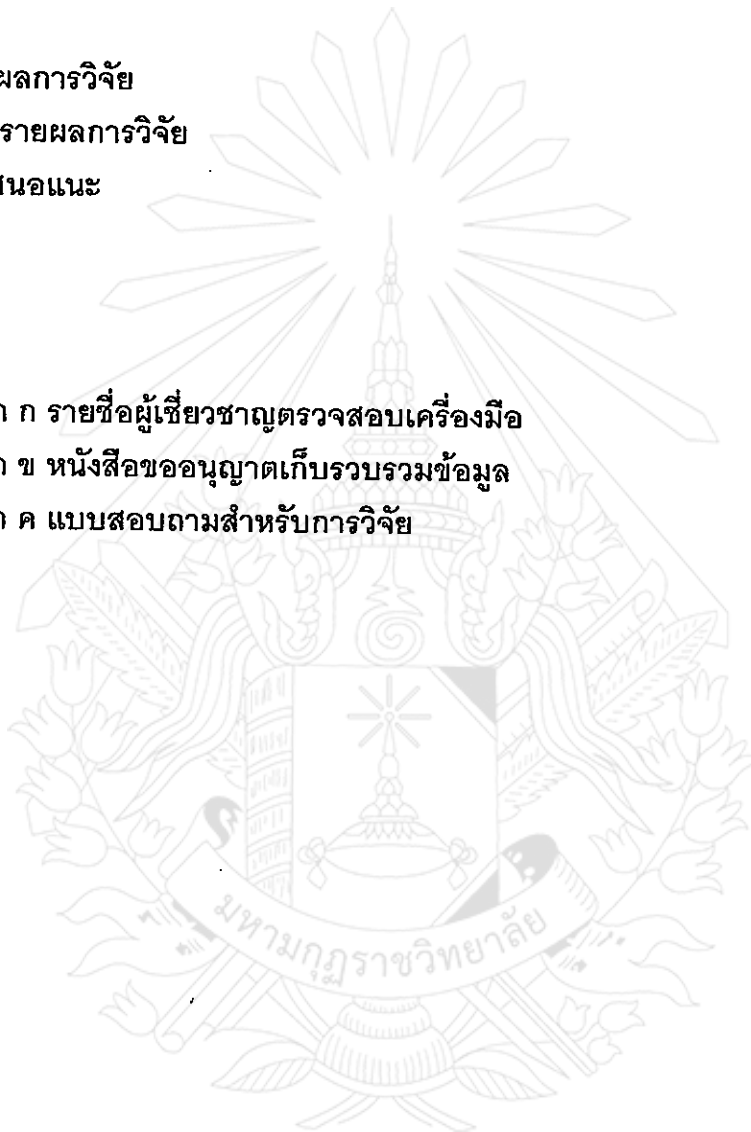 ผลการวิจัย
รายผลการวิจัย
สนอแนะ
ก รายชื่อผู้เชี่ยวชาญตรวจสอบเครื่องมือ
ข หนังสือขออนุญาตเก็บรวบรวมข้อมูล
ค แบบสอบถามสำหรับการวิจัย
มหามกุฏราชวิทยาลัย